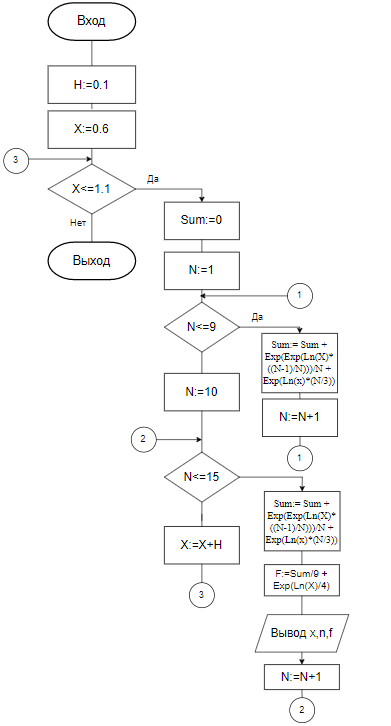 Вход
H:=0.1
X:=0.6
3
X<=1.1
Да
Нет
Выход
Sum:=0
N:=1
1
N<=9
Да
Sum:= Sum +
Exp(Exp(Ln(X)*
((N-1)/N)))/N +
Exp(Ln(x)*(N/3))
N:=N+1
1
N:=10
2
N<=15
Sum:= Sum +
Exp(Exp(Ln(X)*
((N-1)/N)))/N +
Exp(Ln(x)*(N/3))
X:=X+H
3
F:=Sum/9 +
Exp(Ln(X)/4)
Вывод x,n,f
N:=N+1
2